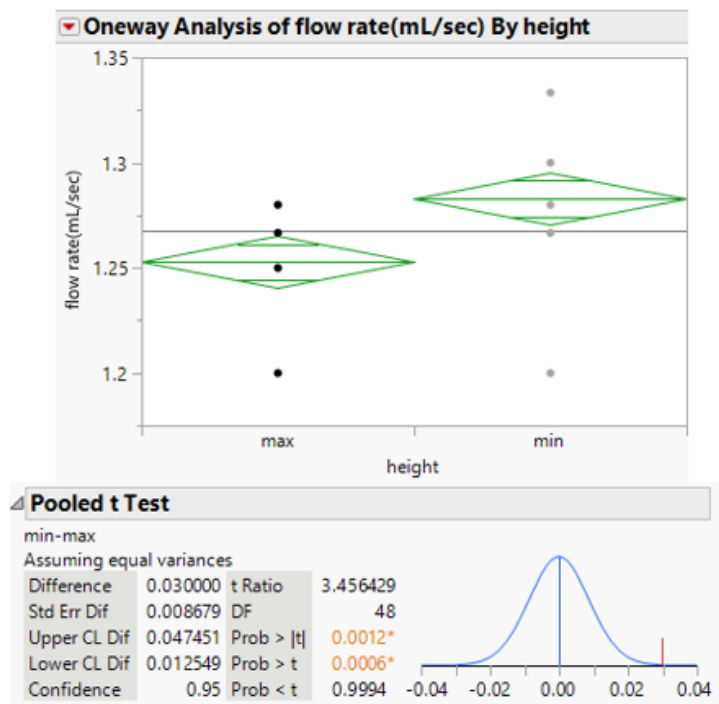 Oneway Analysis of flow rate(mL/sec) By height
1.35
1.3
1.25
1.2
flow rate(mL/sec)
max min
height
Pooled t Test
min-max
Assuming equal variances
Difference 0.030000 t Ratio 3.456429
Std Err Dif 0.008679 DF 48
Upper CL Dif 0.047451 Prob > |t| 0.0012*
Lower CL Dif 0.012549 Prob > t 0.0006*
Confidence 0.95 Prob < t 0.9994
-0.04 -0.02 0.00 0.02 0.04